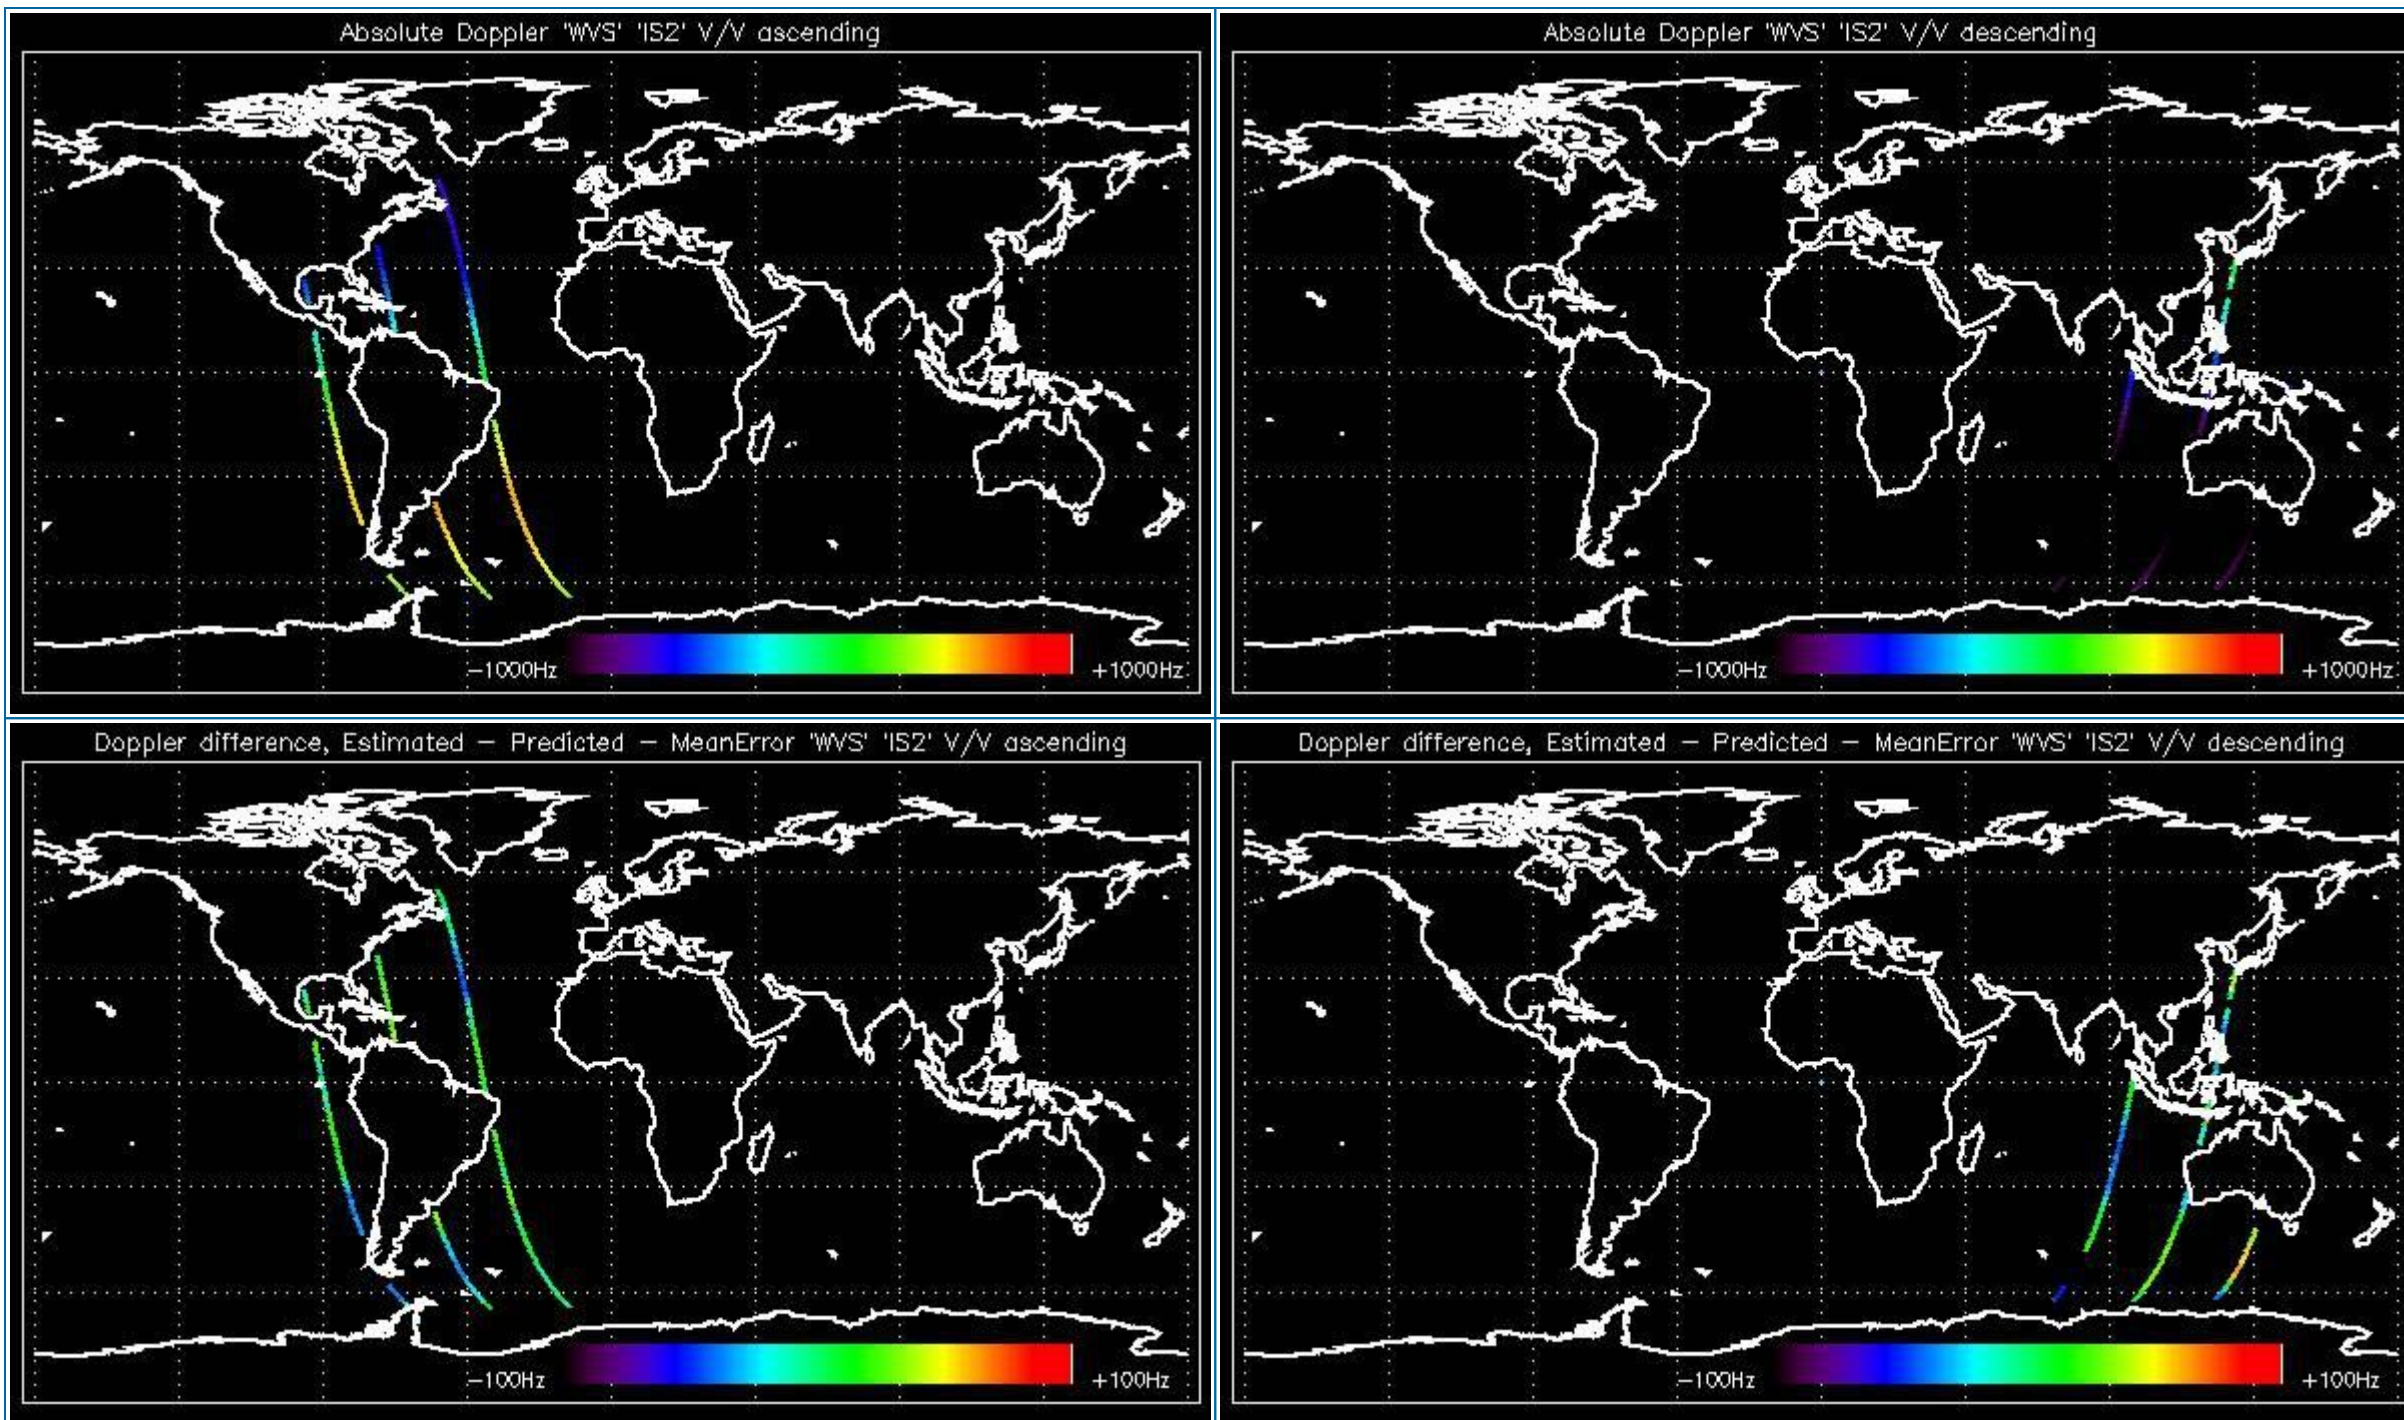 Absolute Doppler 'WVS' 'IS2' V/V ascending
-1000Hz
+1000Hz
Absolute Doppler 'WVS' 'IS2' V/V descending
-1000Hz
+1000Hz
Doppler difference, Estimated - Predicted - MeanError 'WVS' 'IS2' V/V ascending
-100Hz
+100Hz
Doppler difference, Estimated - Predicted - MeanError 'WVS' 'IS2' V/V descending
-100Hz
+100Hz